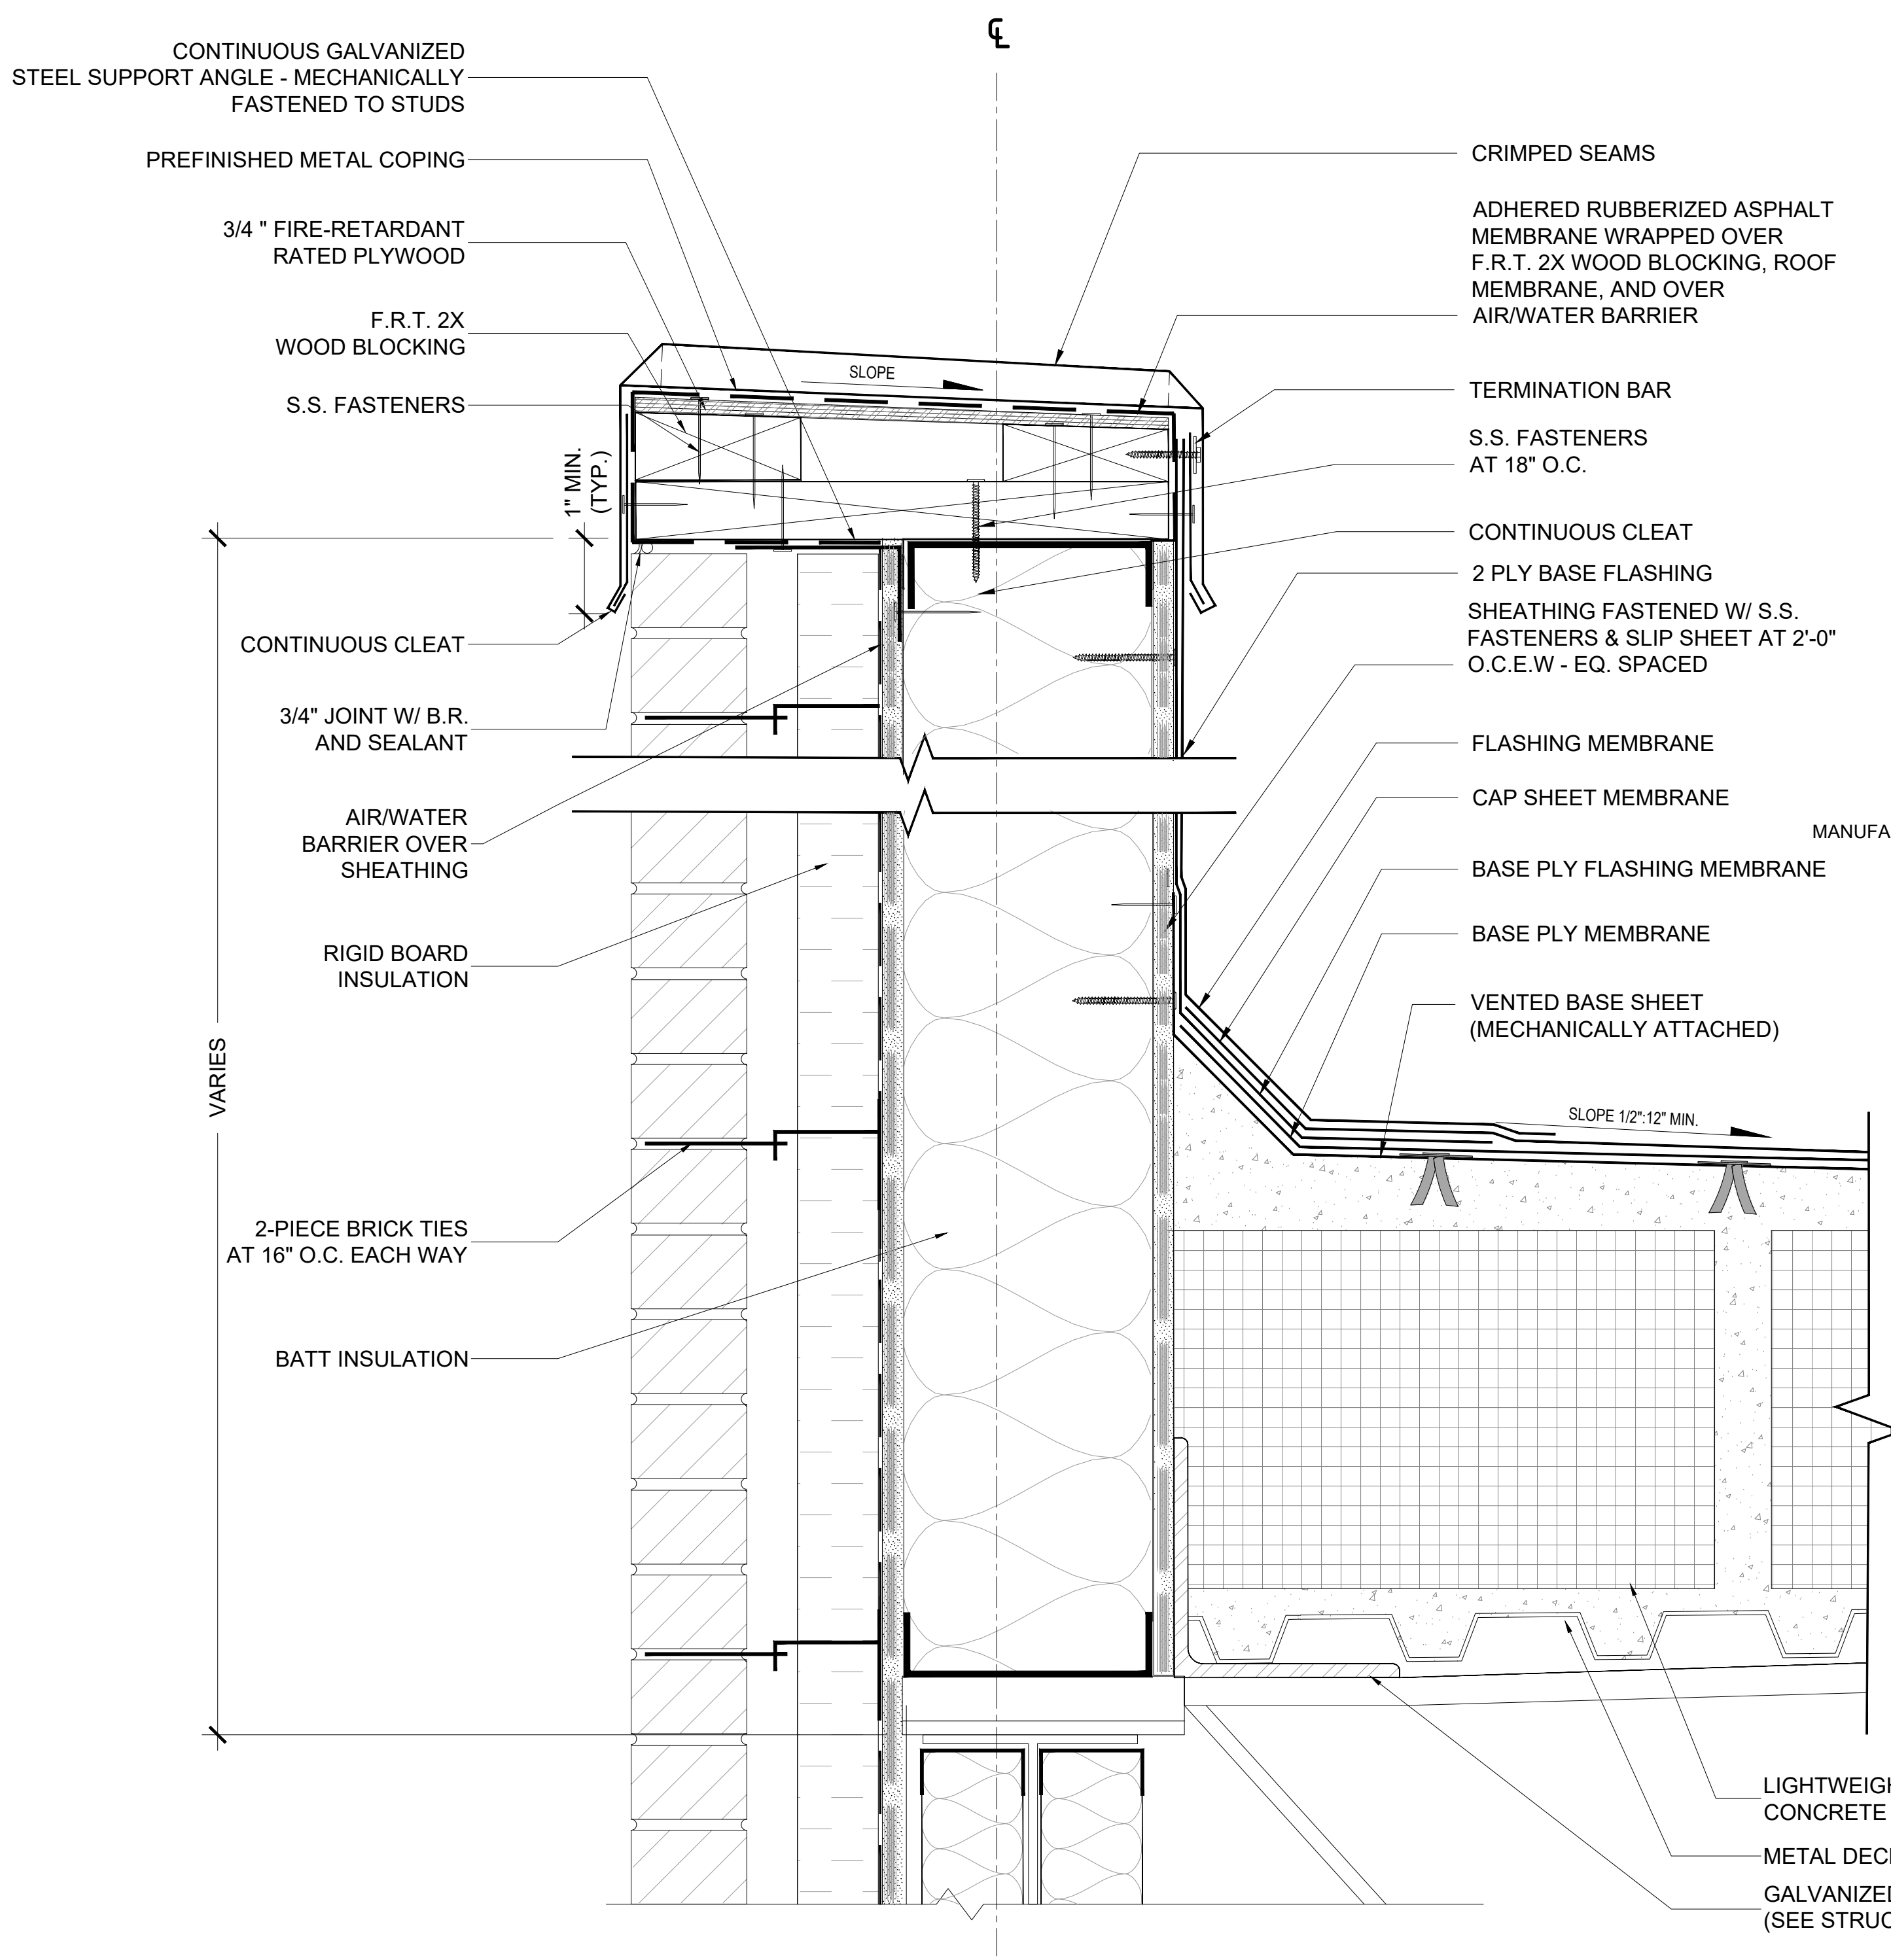 CL
CONTINUOUS GALVANIZED
STEEL SUPPORT ANGLE - MECHANICALLY
FASTENED TO STUDS
PREFINISHED METAL COPING
3/4 " FIRE-RETARDANT
RATED PLYWOOD
F.R.T. 2X
WOOD BLOCKING
S.S. FASTENERS
1" MIN.
(TYP.)
CONTINUOUS CLEAT
3/4" JOINT W/ B.R.
AND SEALANT
AIR/WATER
BARRIER OVER
SHEATHING
RIGID BOARD
INSULATION
VARIES
2-PIECE BRICK TIES
AT 16" O.C. EACH WAY
BATT INSULATION
SLOPE
CRIMPED SEAMS
ADHERED RUBBERIZED ASPHALT
MEMBRANE WRAPPED OVER
F.R.T. 2X WOOD BLOCKING, ROOF
MEMBRANE, AND OVER
AIR/WATER BARRIER
TERMINATION BAR
S.S. FASTENERS
AT 18" O.C.
CONTINUOUS CLEAT
2 PLY BASE FLASHING
SHEATHING FASTENED W/ S.S.
FASTENERS & SLIP SHEET AT 2'-0"
O.C.E.W - EQ. SPACED
FLASHING MEMBRANE
CAP SHEET MEMBRANE
MANUFA
BASE PLY FLASHING MEMBRANE
BASE PLY MEMBRANE
VENTED BASE SHEET
(MECHANICALLY ATTACHED)
SLOPE 1/2":12" MIN.
CONCRETE
METAL
(SEE